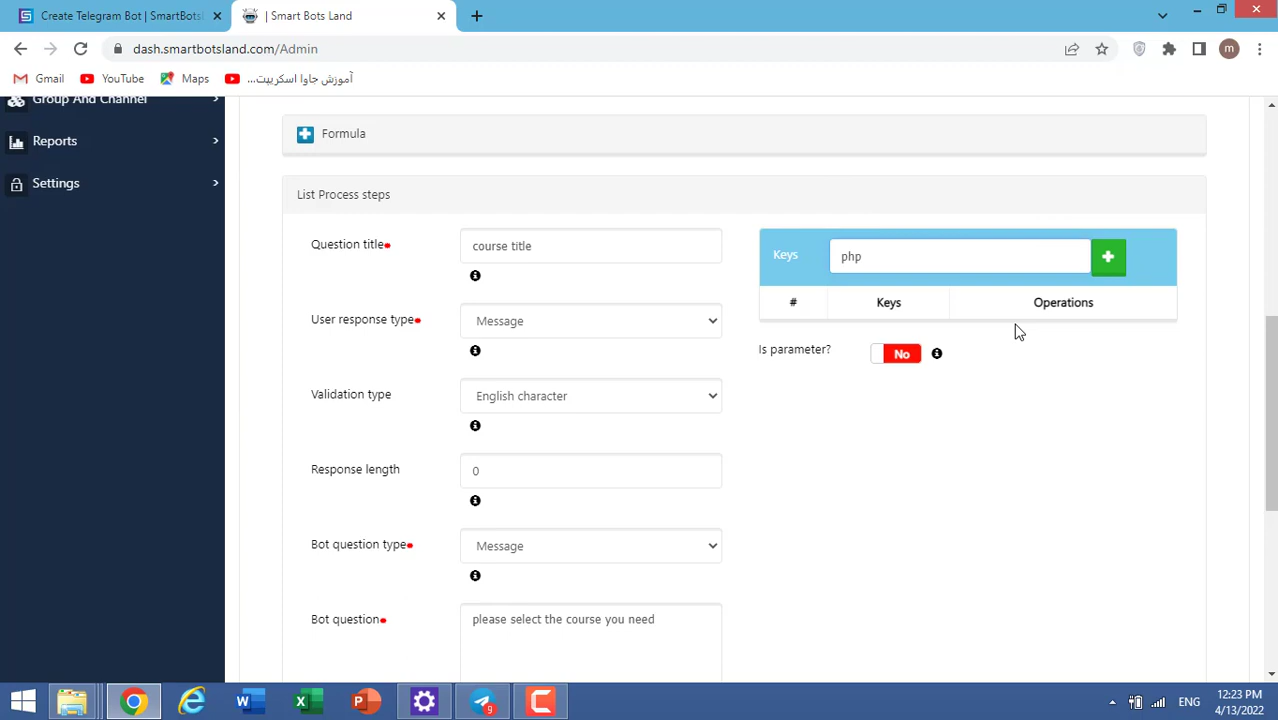 Create Telegram Bot | SmartBots
| Smart Bots Land
dash.smartbotsland.com/Admin
m
Gmail
YouTube
Maps
آموزش جاوا اسکریپت...
Group And Channel
Reports
Settings
Formula
List Process steps
Question title
course title
User response type
Message
Validation type
English character
Response length
0
Bot question type
Message
Bot question
please select the course you need
Keys
php
#
Keys
Operations
Is parameter?
No
9
ENG
12:23 PM
4/13/2022